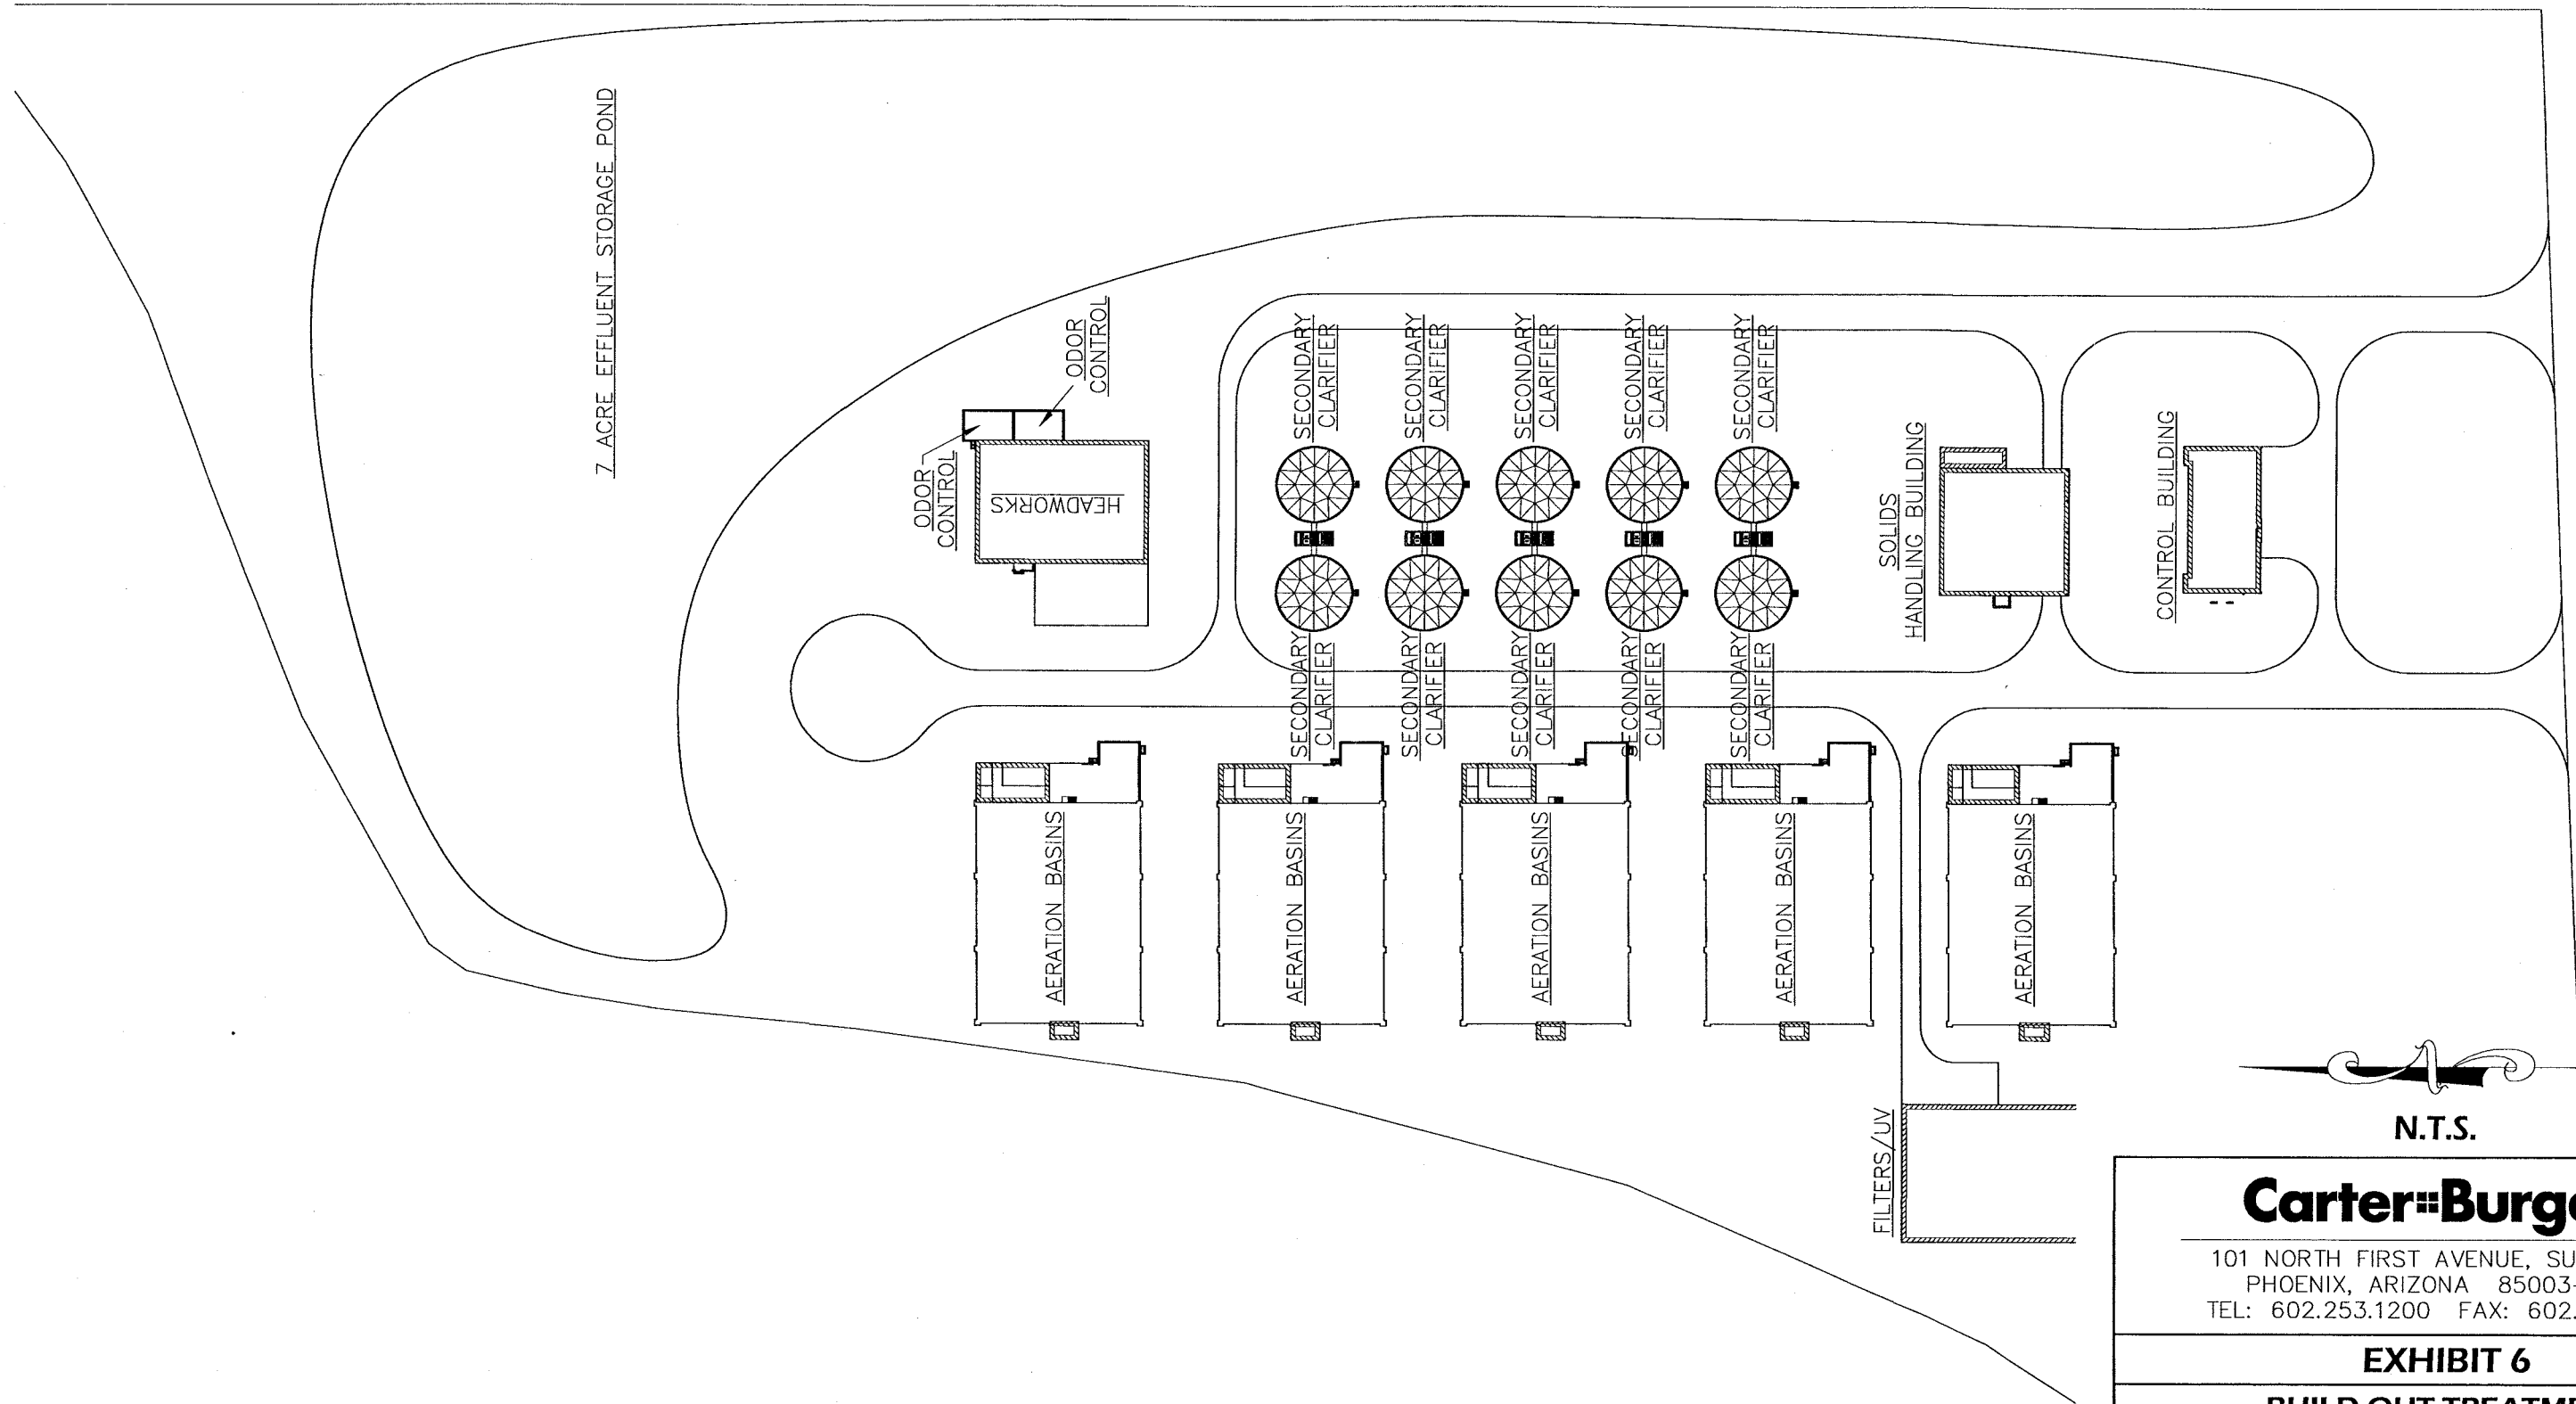 7 ACRE EFFLUENT STORAGE POND
ODOR
CONTROL
ODOR
CONTROL
HEADWORKS
SECONDARY
CLARIFIER
SECONDARY
CLARIFIER
SECONDARY
CLARIFIER
SECONDARY
CLARIFIER
SECONDARY
CLARIFIER
SECONDARY
CLARIFIER
SECONDARY
CLARIFIER
SECONDARY
CLARIFIER
SECONDARY
CLARIFIER
SECONDARY
CLARIFIER
SOLIDS
HANDLING BUILDING
CONTROL BUILDING
AERATION BASINS
AERATION BASINS
AERATION BASINS
AERATION BASINS
AERATION BASINS
FILTERS/UV
N
N.T.S.
Carter::Burg
101 NORTH FIRST AVENUE, SU
PHOENIX, ARIZONA 85003-
TEL: 602.253.1200 FAX: 602.
EXHIBIT 6
BUILD OUT TREATM